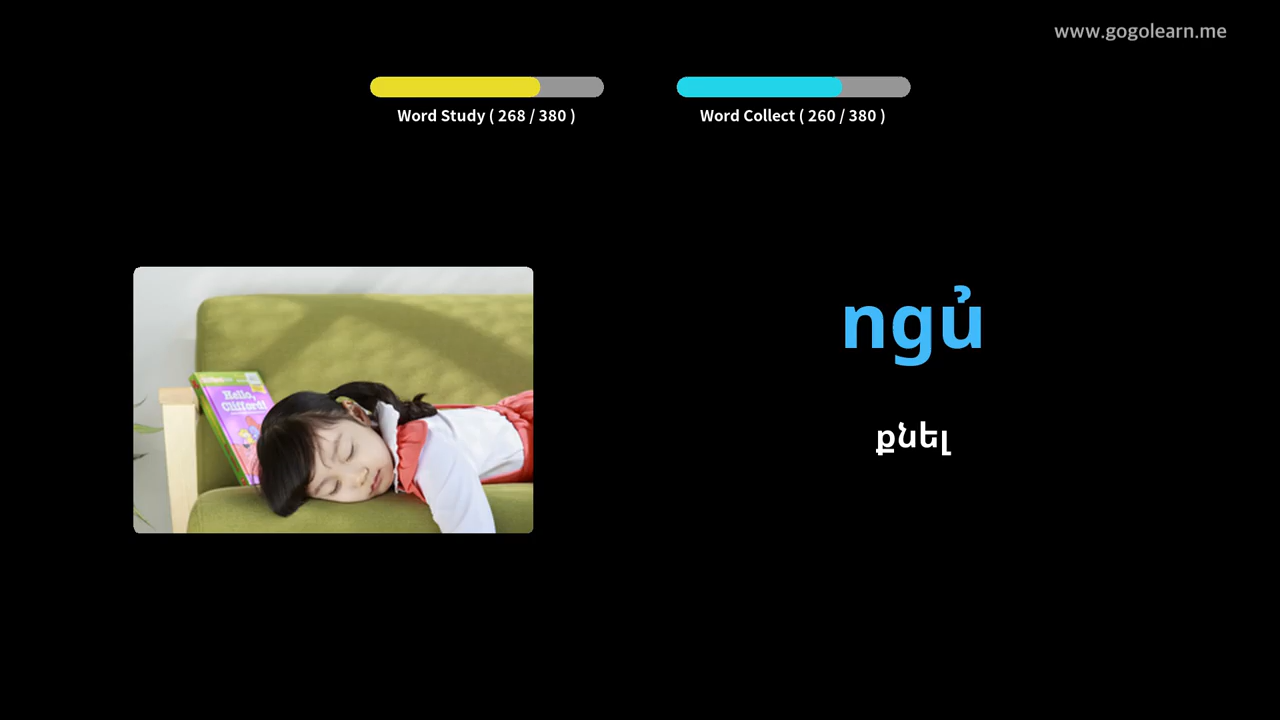 www.gogolearn.me
Word Study ( 268 / 380 )
Word Collect ( 260 / 380 )
Hello,
Clifford!
ngủ
քնել